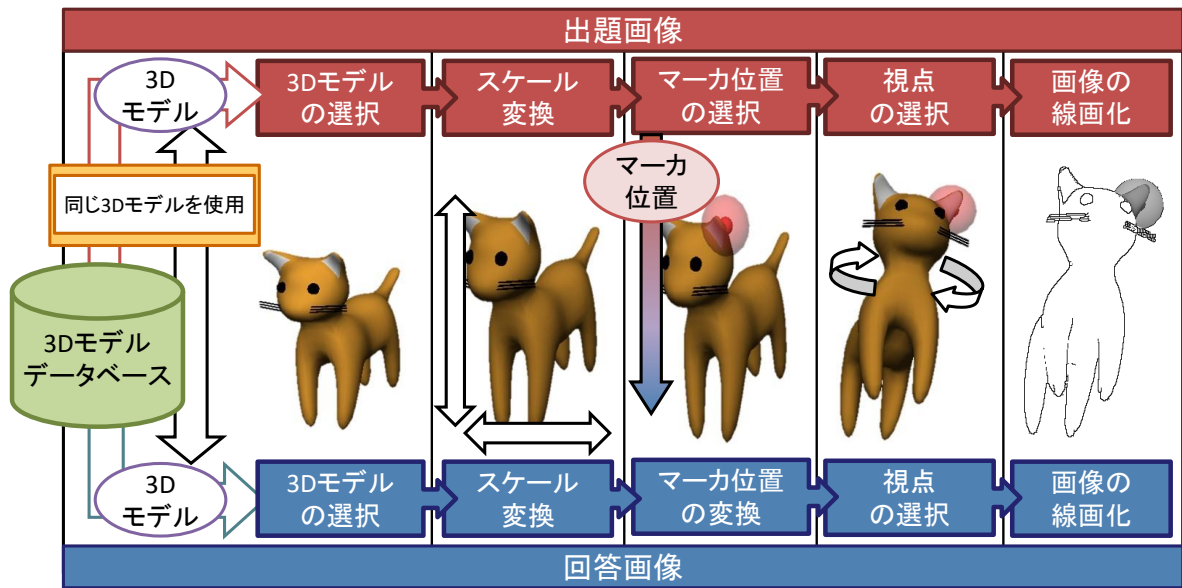 出題画像
3D
モデル
3Dモデル
の選択
スケール
変換
マーカ位置
の選択
視点
の選択
画像の
線画化
マーカ
位置
同じ3Dモデルを使用
3Dモデル
データベース
3D
モデル
3Dモデル
の選択
スケール
変換
マーカ位置
の変換
視点
の選択
画像の
線画化
回答画像